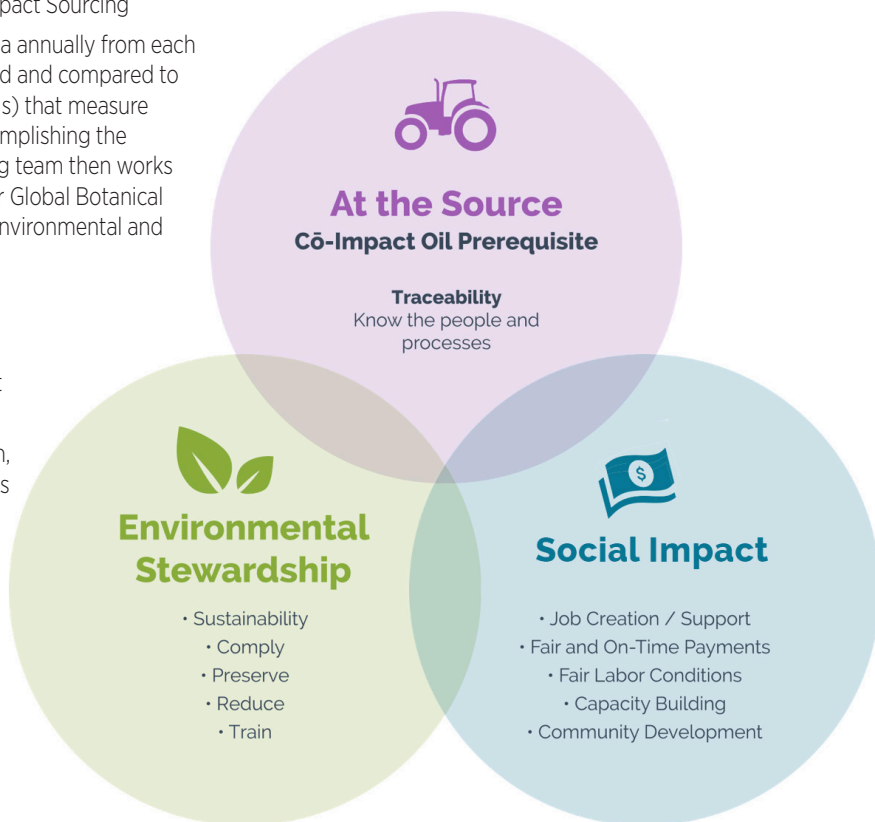 Sourcing
a annually from each
d and compared to
s) that measure
mplishing the
g team then works
r Global Botanical
nvironmental and
At the Source
Cō-Impact Oil Prerequisite
Traceability
Know the people and
processes
Environmental
Stewardship
• Sustainability
• Comply
• Preserve
• Reduce
• Train
$
Social Impact
• Job Creation / Support
• Fair and On-Time Payments
• Fair Labor Conditions
• Capacity Building
• Community Development